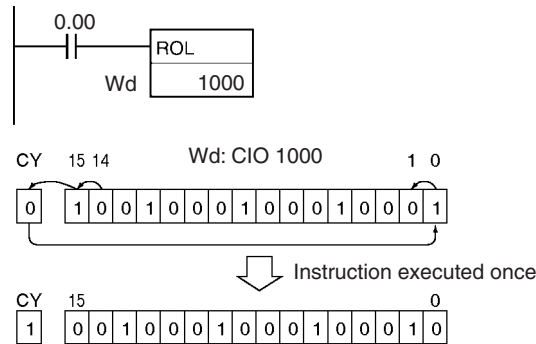 0.00
ROL
Wd 1000
CY 15 14 Wd: CIO 1000 1 0
0 1 0 0 1 0 0 0 1 0 0 0 1 0 0 0 1
Instruction executed once
CY 15 0
1 0 0 1 0 0 0 1 0 0 0 1 0 0 0 1 0